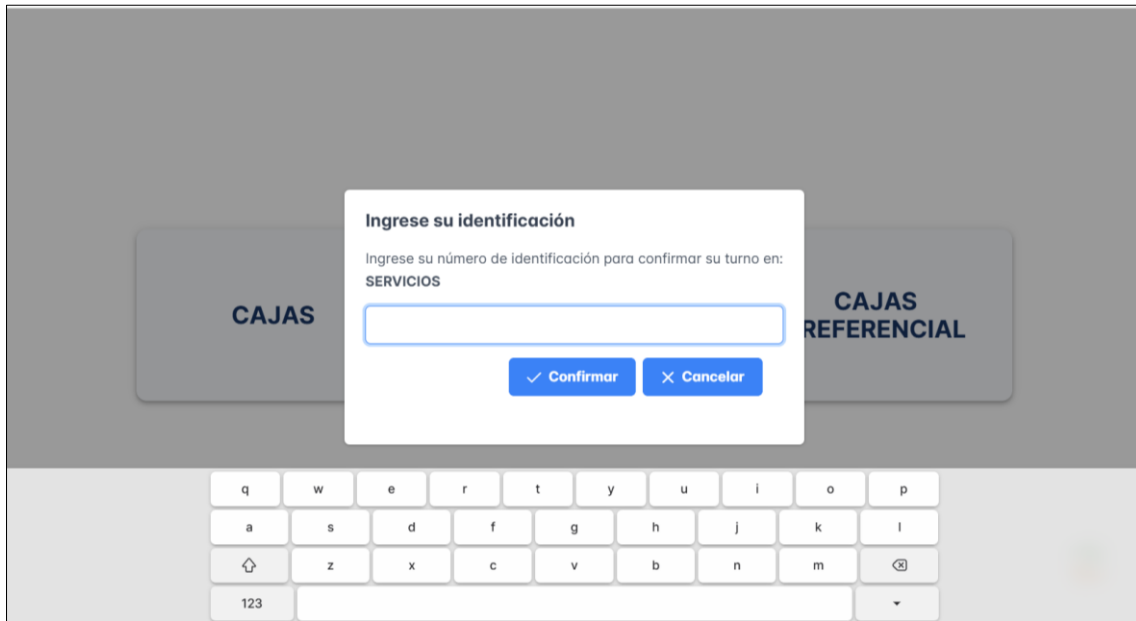 Ingrese su identificación
Ingrese su número de identificación para confirmar su turno en:
SERVICIOS
CAJAS
CAJAS
REFERENCIAL
Confirmar
Cancelar
q w e r t y u i o p
a s d f g h j k l
z x c v b n m
123